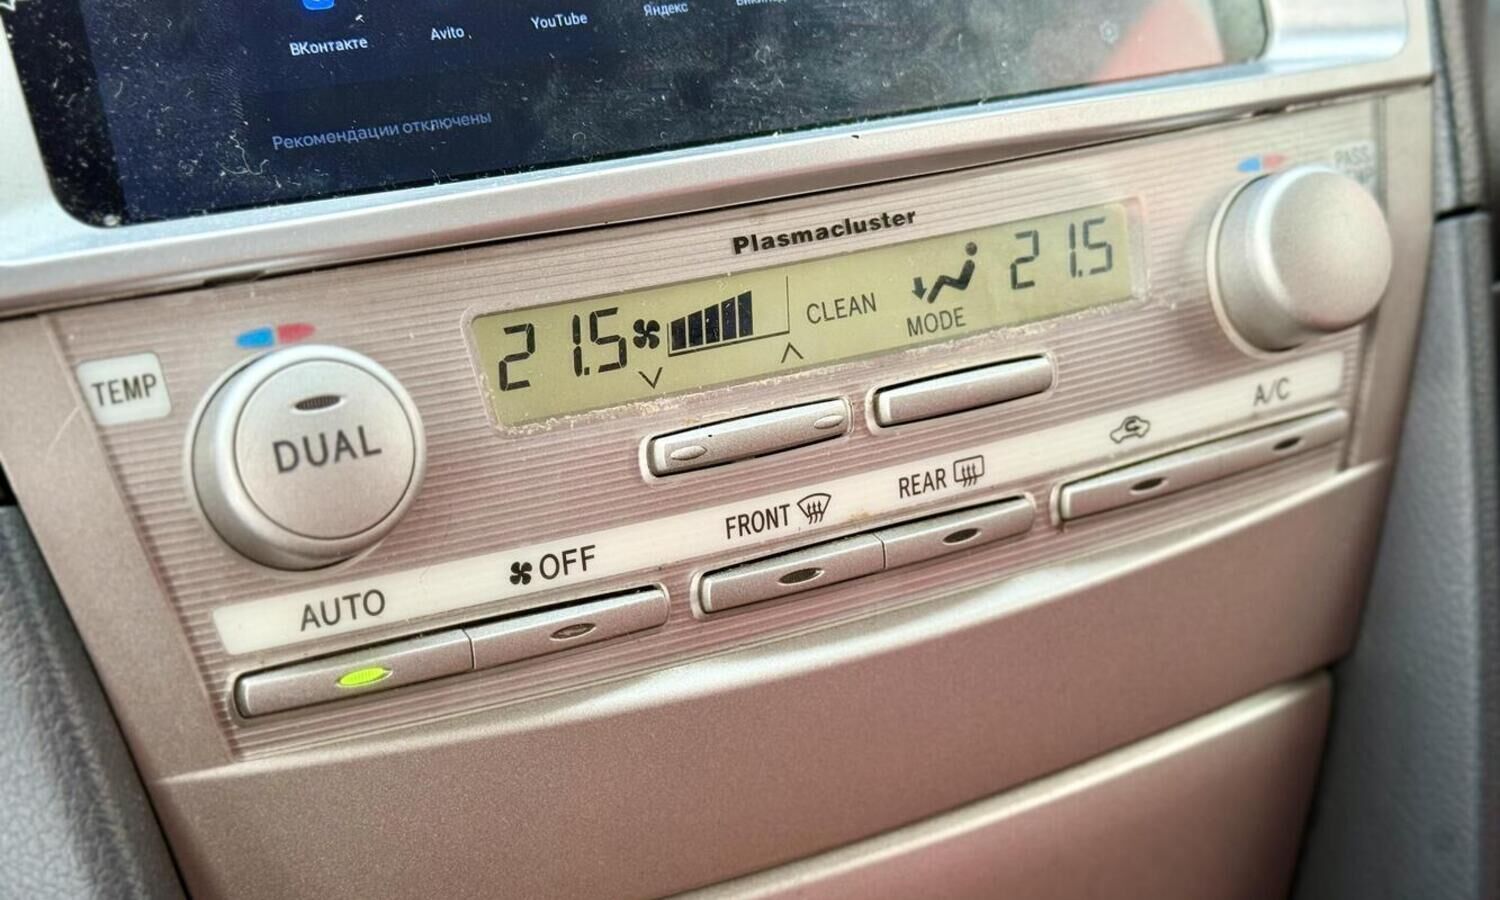 ВКонтакте Avito YouTube Яндекс
Рекомендации отключены
Plasmacluster
PASS
TEMP
21.5 CLEAN MODE 21.5
DUAL
A/C
REAR
FRONT
OFF
AUTO